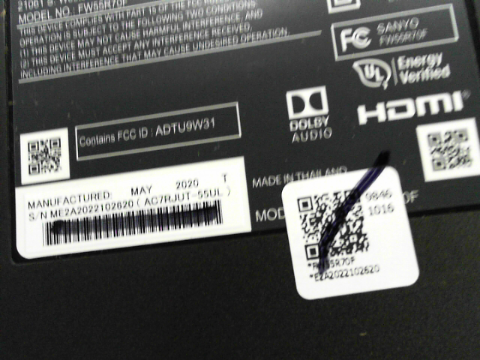 MODEL NO.: FW55R70F
THIS DEVICE COMPLIES WITH PART 15 OF THE FCC RULES.
OPERATION IS SUBJECT TO THE FOLLOWING TWO CONDITIONS:
(1) THIS DEVICE MAY NOT CAUSE HARMFUL INTERFERENCE,
(2) THIS DEVICE MUST ACCEPT ANY INTERFERENCE RECEIVED,
INCLUDING INTERFERENCE THAT MAY CAUSE UNDESIRED OPERATION.
FC SANYO
FW55R70F
UL Energy
Verified
DOLBY
AUDIO
HDMI
Contains FCC ID : ADTU9W31
MANUFACTURED: MAY 2020 T
S/N ME2A2022102620 ( AC7RJUT-55UL )
MADE IN THAILAND
9846
1016
*E2A2022102620